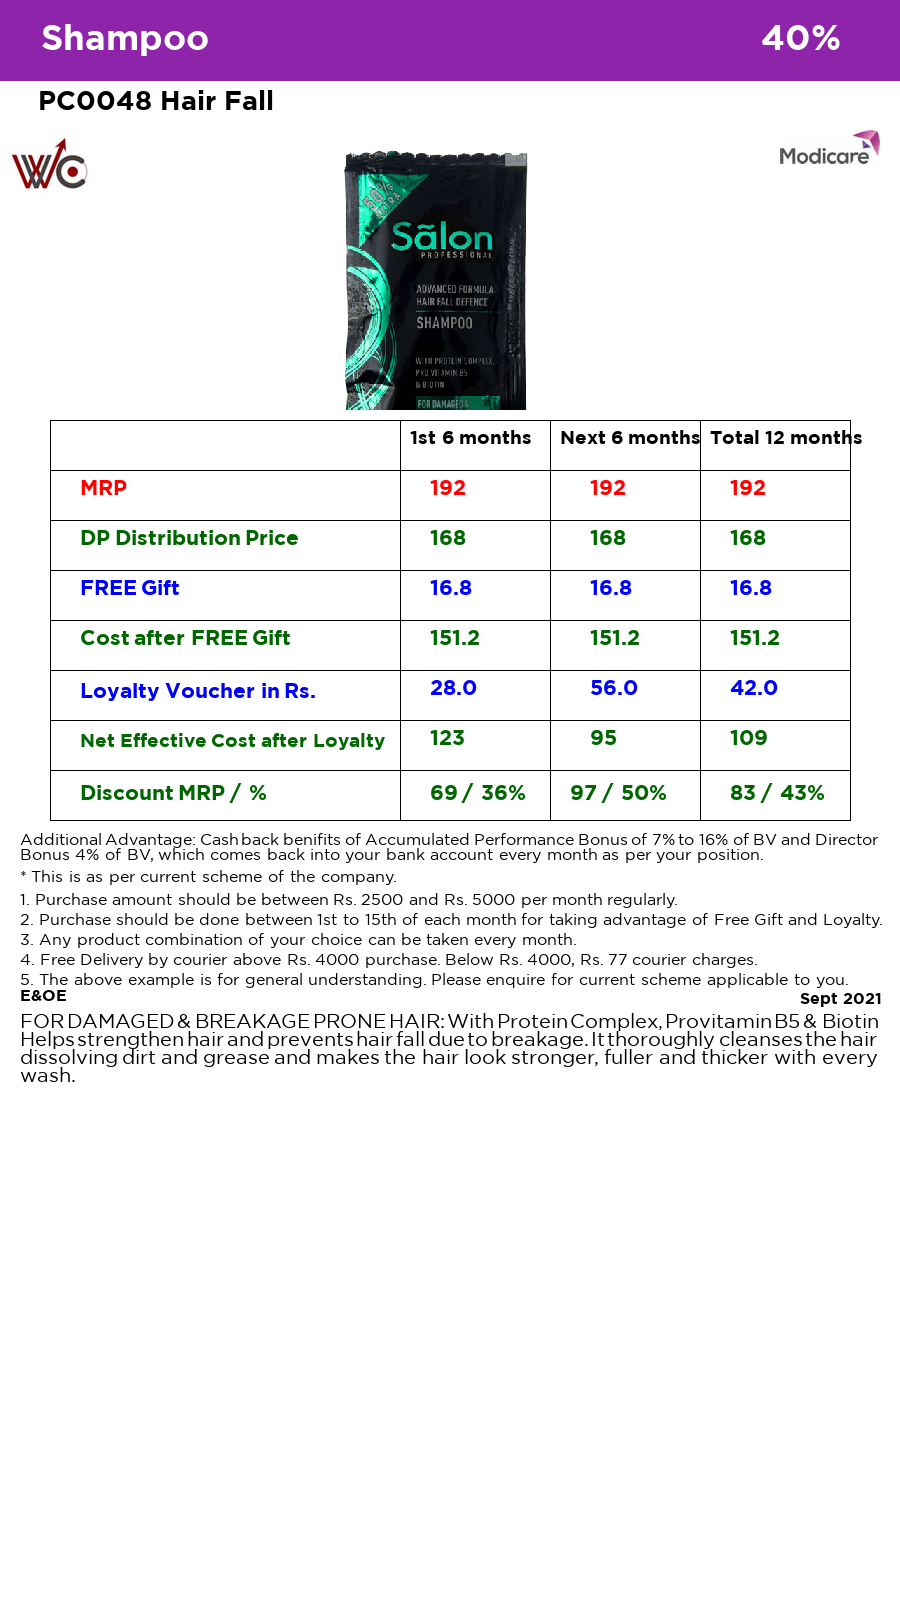 Shampoo 40%
PC0048 Hair Fall
WC
Modicare
50%
EXTRA
Sãlon
PROFESSIONAL
ADVANCED FORMULA
HAIR FALL DEFENCE
SHAMPOO
WITH PROTEIN COMPLEX,
PRO VITAMIN B5
& BIOTIN
FOR DAMAGED &
1st 6 months Next 6 months Total 12 months
MRP 192 192 192
DP Distribution Price 168 168 168
FREE Gift 16.8 16.8 16.8
Cost after FREE Gift 151.2 151.2 151.2
Loyalty Voucher in Rs. 28.0 56.0 42.0
Net Effective Cost after Loyalty 123 95 109
Discount MRP / % 69 / 36% 97 / 50% 83 / 43%
Additional Advantage: Cash back benifits of Accumulated Performance Bonus of 7% to 16% of BV and Director
Bonus 4% of BV, which comes back into your bank account every month as per your position.
* This is as per current scheme of the company.
1. Purchase amount should be between Rs. 2500 and Rs. 5000 per month regularly.
2. Purchase should be done between 1st to 15th of each month for taking advantage of Free Gift and Loyalty.
3. Any product combination of your choice can be taken every month.
4. Free Delivery by courier above Rs. 4000 purchase. Below Rs. 4000, Rs. 77 courier charges.
5. The above example is for general understanding. Please enquire for current scheme applicable to you.
E&OE Sept 2021
FOR DAMAGED & BREAKAGE PRONE HAIR: With Protein Complex, Provitamin B5 & Biotin
Helps strengthen hair and prevents hair fall due to breakage. It thoroughly cleanses the hair
dissolving dirt and grease and makes the hair look stronger, fuller and thicker with every
wash.